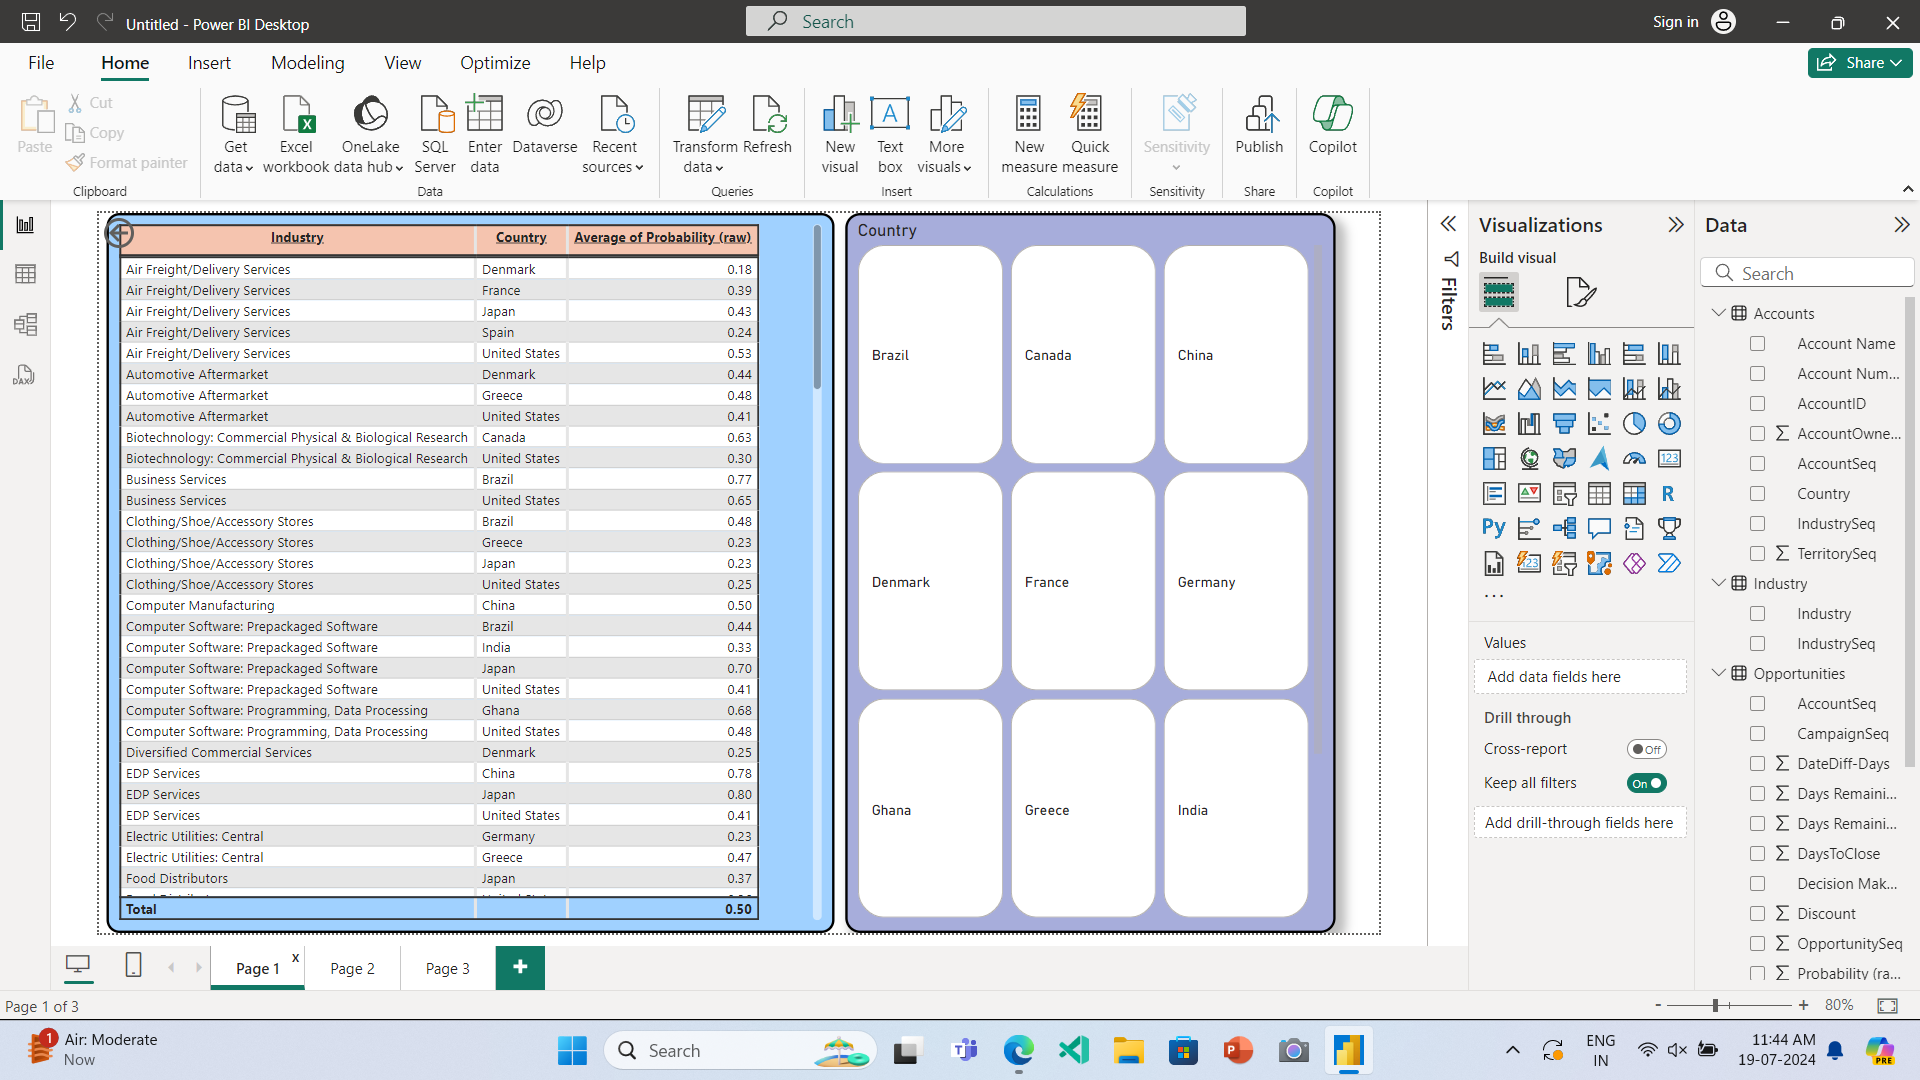 Untitled - Power BI Desktop
Search
Sign in
File Home Insert Modeling View Optimize Help
Share
Paste
Cut
Copy
Format painter
Clipboard
Get data
Excel workbook
OneLake data hub
SQL Server
Enter data
Dataverse
Recent sources
Data
Transform data
Refresh
Queries
New visual
Text box
More visuals
Insert
New measure
Quick measure
Calculations
Sensitivity
Sensitivity
Publish
Share
Copilot
Copilot
Industry Country Average of Probability (raw)
Air Freight/Delivery Services Denmark 0.18
Air Freight/Delivery Services France 0.39
Air Freight/Delivery Services Japan 0.43
Air Freight/Delivery Services Spain 0.24
Air Freight/Delivery Services United States 0.53
Automotive Aftermarket Denmark 0.44
Automotive Aftermarket Greece 0.48
Automotive Aftermarket United States 0.41
Biotechnology: Commercial Physical & Biological Research Canada 0.63
Biotechnology: Commercial Physical & Biological Research United States 0.30
Business Services Brazil 0.77
Business Services United States 0.65
Clothing/Shoe/Accessory Stores Brazil 0.48
Clothing/Shoe/Accessory Stores Greece 0.23
Clothing/Shoe/Accessory Stores Japan 0.23
Clothing/Shoe/Accessory Stores United States 0.25
Computer Manufacturing China 0.50
Computer Software: Prepackaged Software Brazil 0.44
Computer Software: Prepackaged Software India 0.33
Computer Software: Prepackaged Software Japan 0.70
Computer Software: Prepackaged Software United States 0.41
Computer Software: Programming, Data Processing Ghana 0.68
Computer Software: Programming, Data Processing United States 0.48
Diversified Commercial Services Denmark 0.25
EDP Services China 0.78
EDP Services Japan 0.80
EDP Services United States 0.41
Electric Utilities: Central Germany 0.23
Electric Utilities: Central Greece 0.47
Food Distributors Japan 0.37
Total 0.50
Country
Brazil Canada China
Denmark France Germany
Ghana Greece India
Filters
Visualizations
Build visual
123
R
Py
123
...
Values
Add data fields here
Drill through
Cross-report Off
Keep all filters On
Add drill-through fields here
Data
Search
Accounts
Account Name
Account Num...
AccountID
AccountOwne...
AccountSeq
Country
IndustrySeq
TerritorySeq
Industry
Industry
IndustrySeq
Opportunities
AccountSeq
CampaignSeq
DateDiff-Days
Days Remaini...
Days Remaini...
DaysToClose
Decision Mak...
Discount
OpportunitySeq
Probability (ra...
DAX
Page 1 x
Page 2
Page 3
+
Page 1 of 3
- + 80%
1
Air: Moderate
Now
Search
ENG
IN
11:44 AM
19-07-2024
PRE